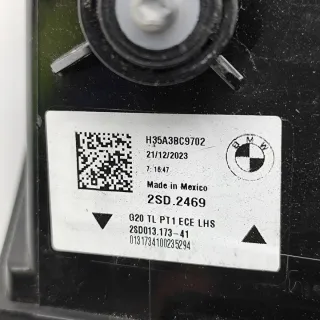 H35A3BC9702
21/12/2023
7:16:47
Made in Mexico
2SD.2469
G20 TL PT1 ECE LHS
2SD013.173-41
0131734100235294
BMW